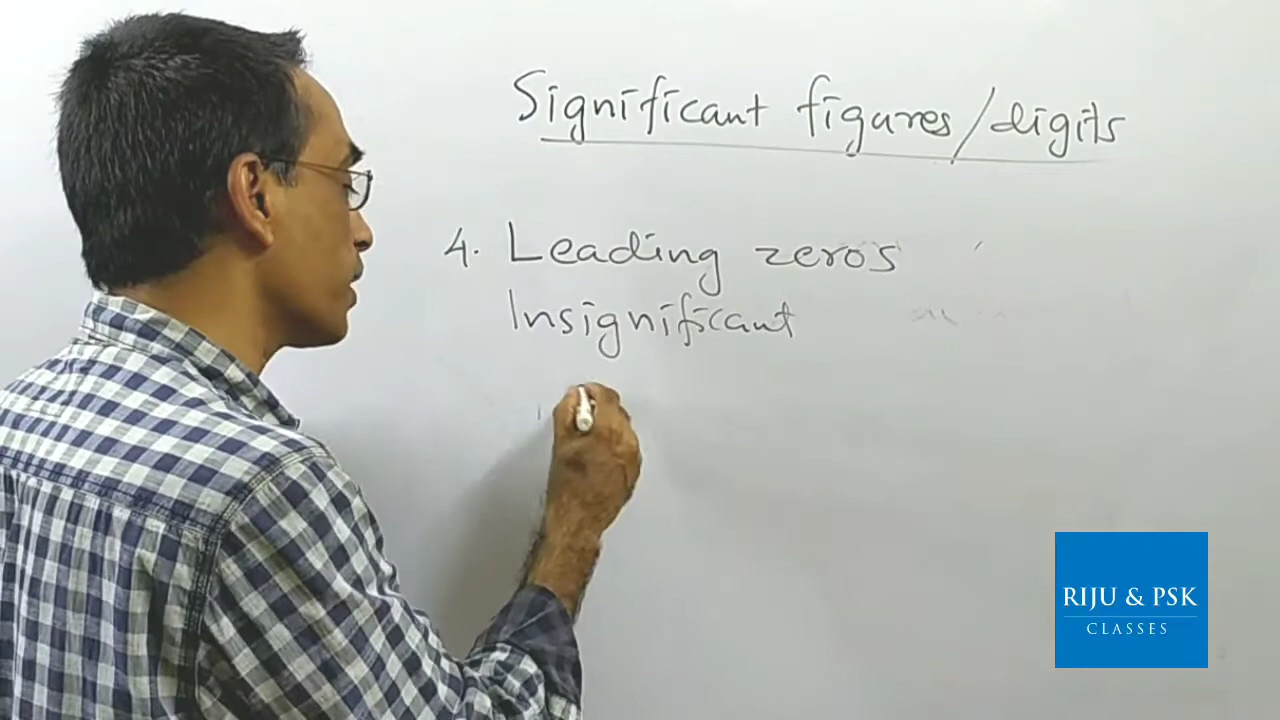 Significant figures/digits
4. Leading zeros
Insignificant
RIJU & PSK
CLASSES